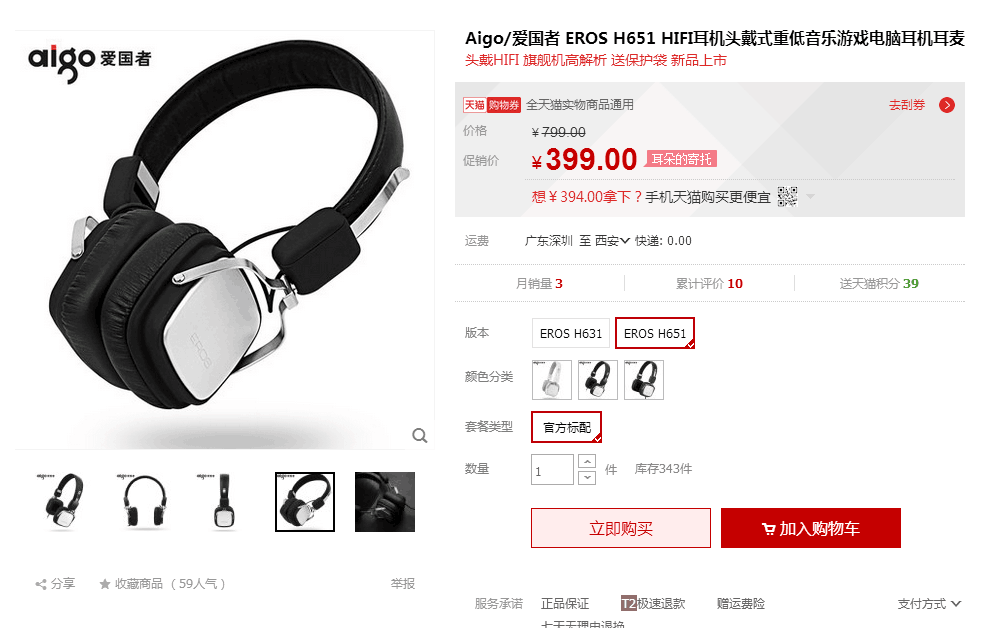 aigo 爱国者
EROS
分享
收藏商品 (59人气)
举报
Aigo/爱国者 EROS H651 HIFI耳机头戴式重低音乐游戏电脑耳机耳麦
头戴HIFI 旗舰机高解析 送保护袋 新品上市
天猫 购物券 全天猫实物商品通用 去刮券
价格 ¥799.00
促销价 ¥399.00 耳朵的寄托
想¥394.00拿下？手机天猫购买更便宜
运费 广东深圳 至 西安 快递: 0.00
月销量 3 累计评价 10 送天猫积分 39
版本 EROS H631 EROS H651
颜色分类
套餐类型 官方标配
数量 1 件 库存343件
立即购买 加入购物车
服务承诺 正品保证 T2极速退款 赠运费险 支付方式
七天无理由退换